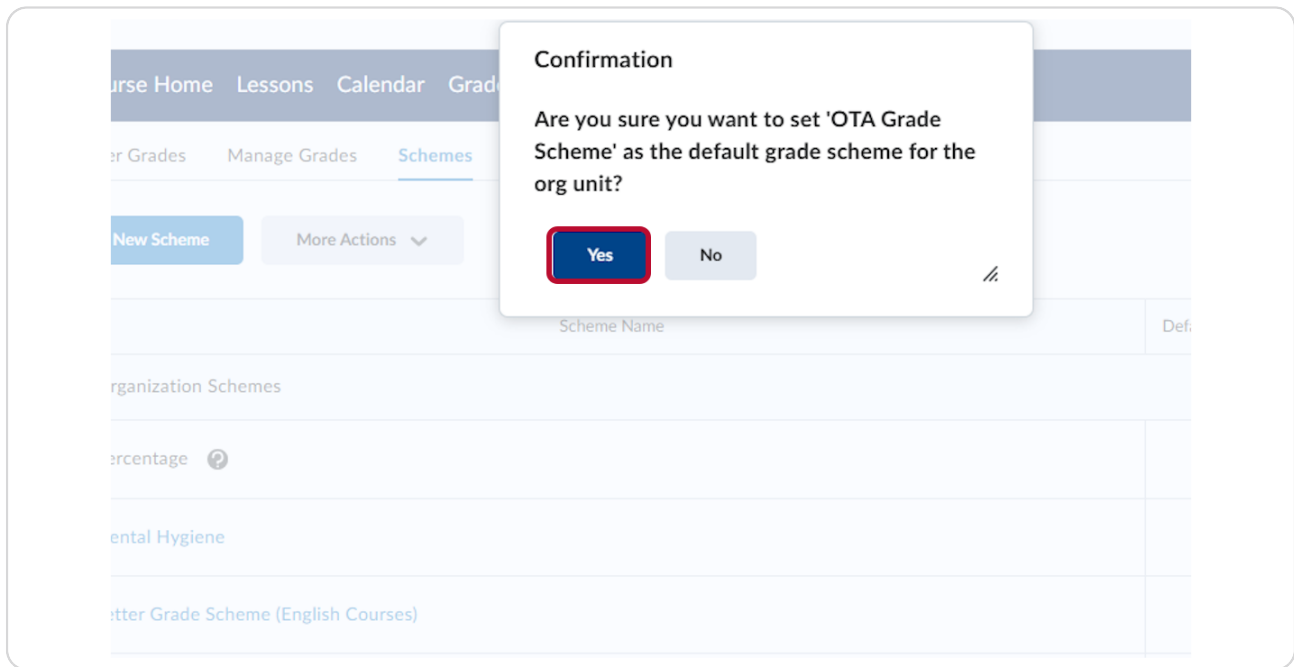 Confirmation
Are you sure you want to set 'OTA Grade
Scheme' as the default grade scheme for the
org unit?
Yes No
urse Home Lessons Calendar Grad
er Grades Manage Grades Schemes
New Scheme More Actions
Scheme Name Defa
rganization Schemes
ercentage ?
ental Hygiene
etter Grade Scheme (English Courses)